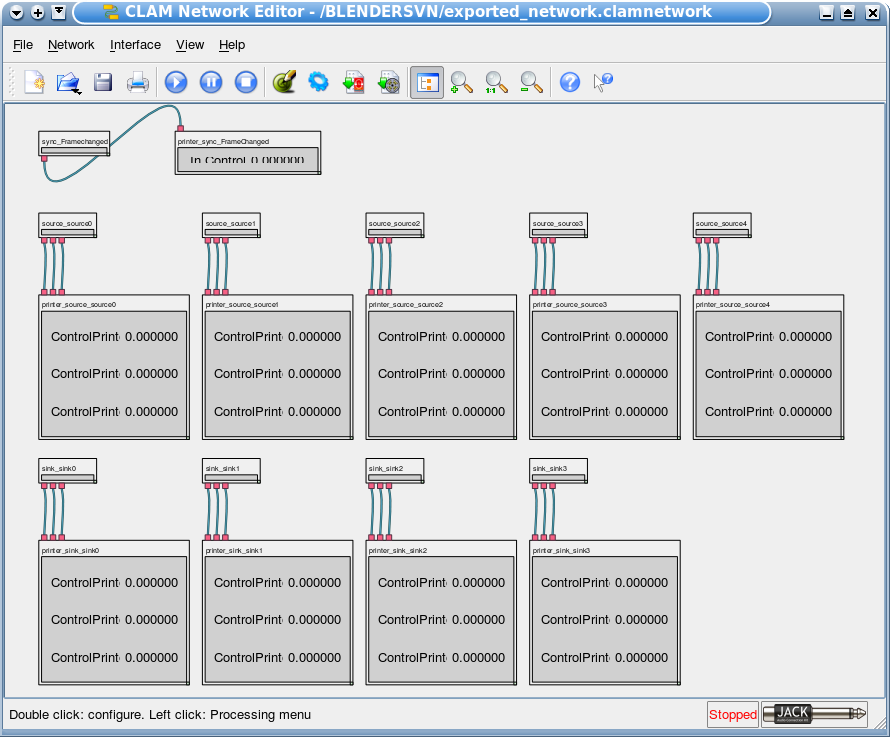 CLAM Network Editor - /BLENDERSVN/exported_network.clamnetwork
File Network Interface View Help
1:1
sync_Framechanged
printer_sync_FrameChanged
In Control 0.000000
source_source0 source_source1 source_source2 source_source3 source_source4
printer_source_source0 printer_source_source1 printer_source_source2 printer_source_source3 printer_source_source4
ControlPrint 0.000000 ControlPrint 0.000000 ControlPrint 0.000000 ControlPrint 0.000000 ControlPrint 0.000000
ControlPrint 0.000000 ControlPrint 0.000000 ControlPrint 0.000000 ControlPrint 0.000000 ControlPrint 0.000000
ControlPrint 0.000000 ControlPrint 0.000000 ControlPrint 0.000000 ControlPrint 0.000000 ControlPrint 0.000000
sink_sink0 sink_sink1 sink_sink2 sink_sink3
printer_sink_sink0 printer_sink_sink1 printer_sink_sink2 printer_sink_sink3
ControlPrint 0.000000 ControlPrint 0.000000 ControlPrint 0.000000 ControlPrint 0.000000
ControlPrint 0.000000 ControlPrint 0.000000 ControlPrint 0.000000 ControlPrint 0.000000
ControlPrint 0.000000 ControlPrint 0.000000 ControlPrint 0.000000 ControlPrint 0.000000
Double click: configure. Left click: Processing menu
Stopped
JACK